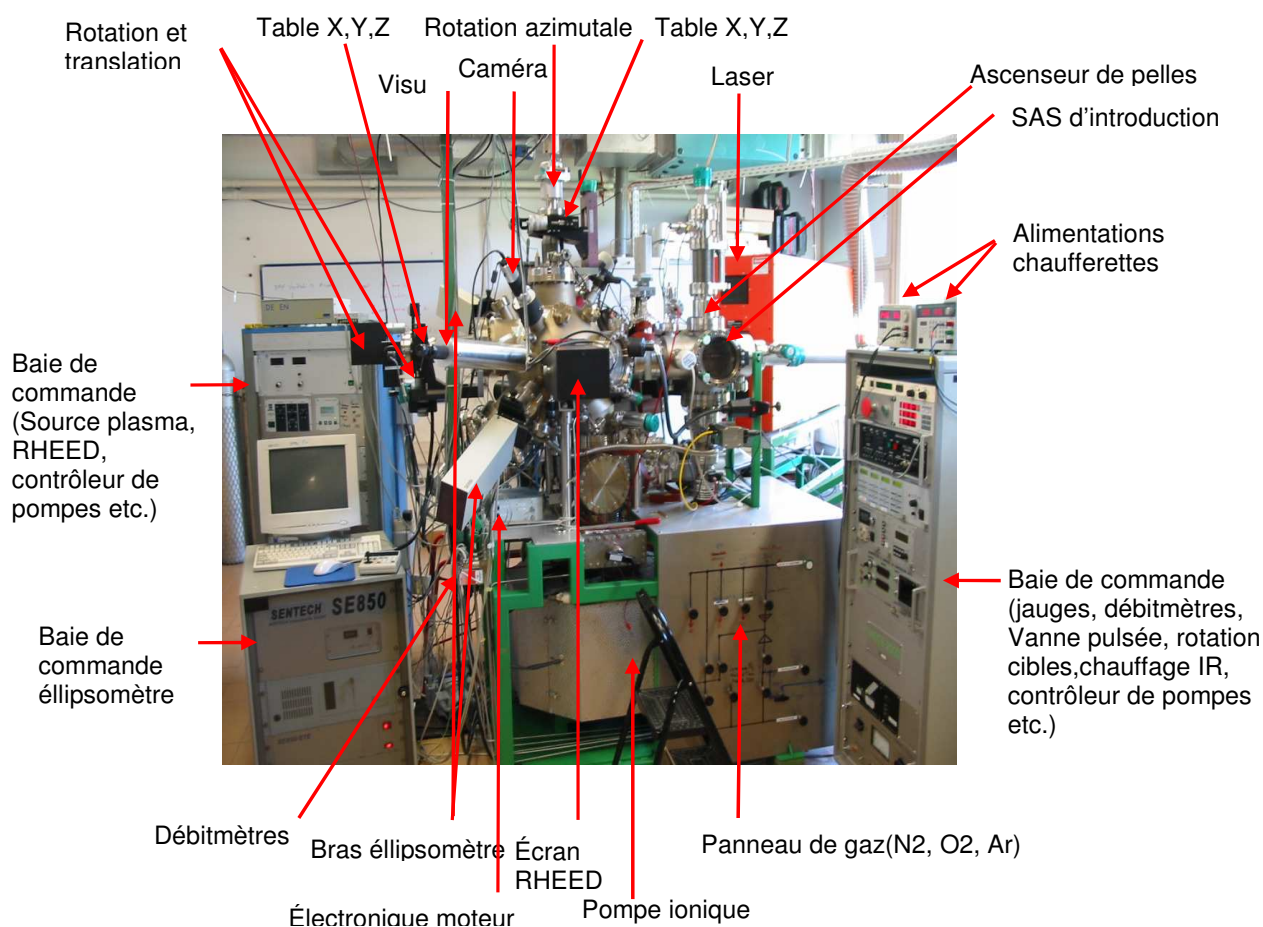 Rotation et
translation
Table X,Y,Z
Visu
Rotation azimutale
Caméra
Table X,Y,Z
Laser
Ascenseur de pelles
SAS d'introduction
Alimentations
chaufferettes
Baie de
commande
(Source plasma,
RHEED,
contrôleur de
pompes etc.)
Baie de
commande
éllipsomètre
SENTECH SE850
Baie de commande
(jauges, débitmètres,
Vanne pulsée, rotation
cibles,chauffage IR,
contrôleur de pompes
etc.)
Débitmètres
Bras éllipsomètre
Écran
RHEED
Panneau de gaz(N2, O2, Ar)
Électronique moteur
Pompe ionique